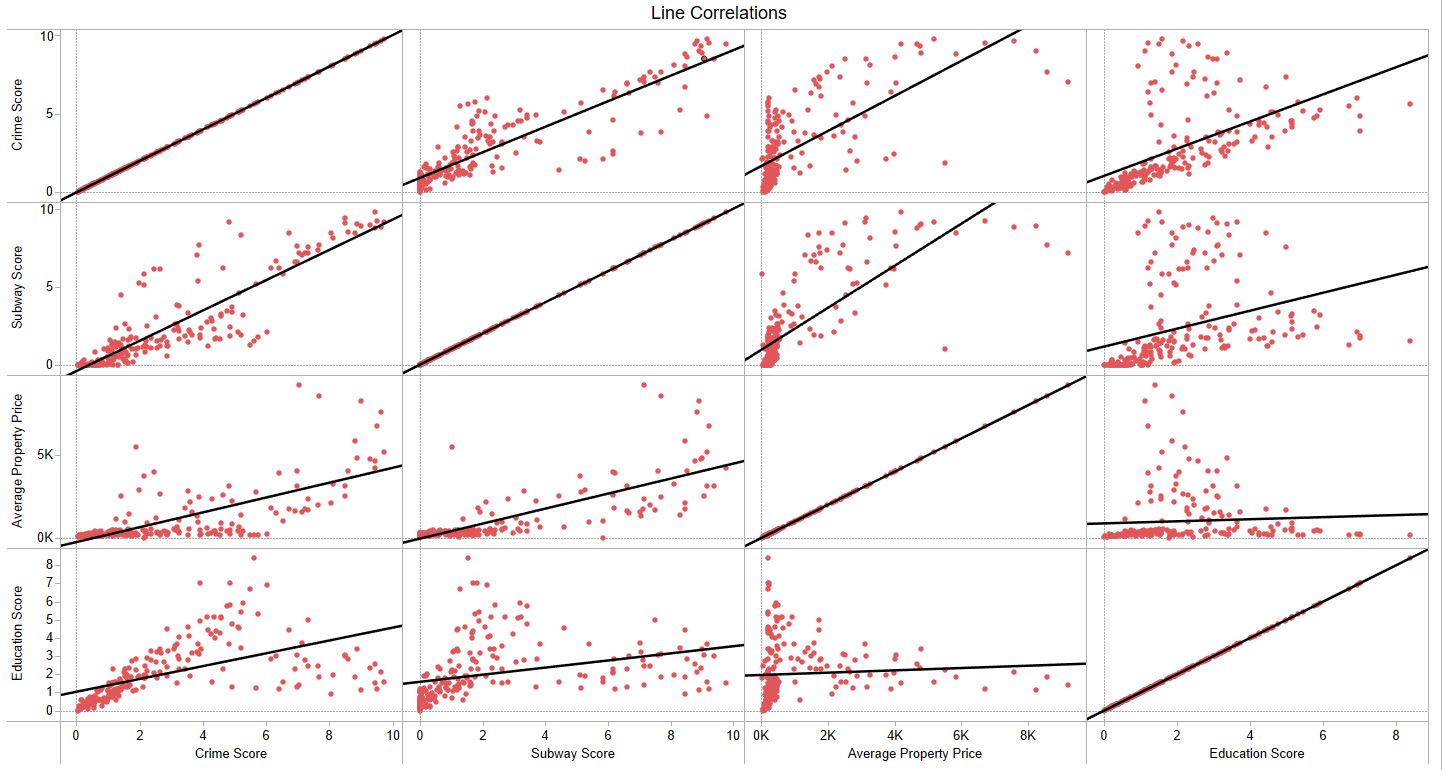 Line Correlations
Crime Score
10
5
0
Subway Score
10
5
0
Average Property Price
5K
0K
Education Score
8
7
6
5
4
3
2
1
0
0 2 4 6 8 10 0 2 4 6 8 10 0K 2K 4K 6K 8K 0 2 4 6 8
Crime Score Subway Score Average Property Price Education Score